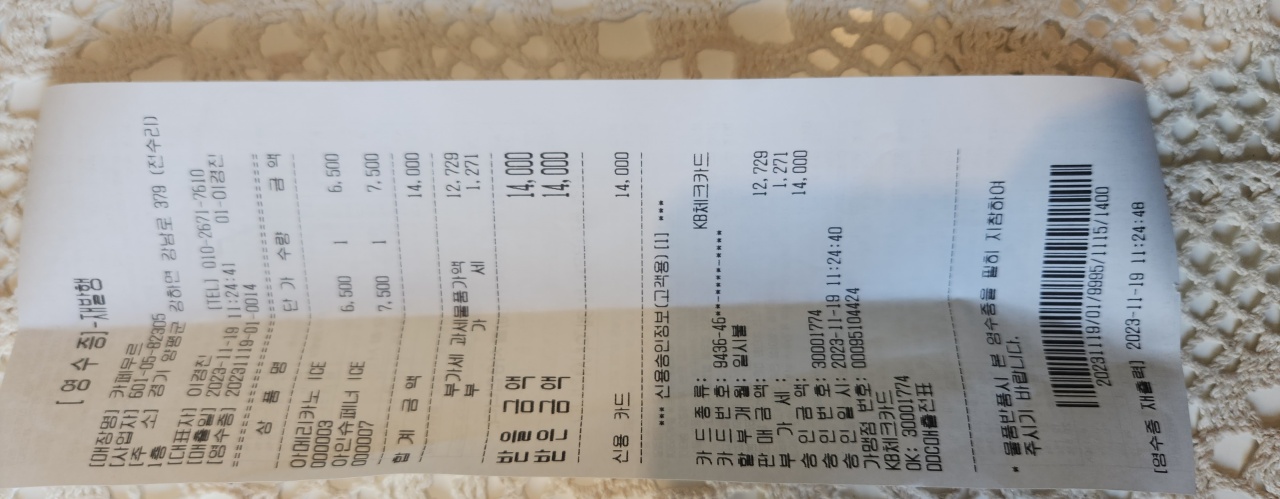 [영 수 증]-재발행
[매장명] 카페우르
[사업자] 601-05-82305
[주 소] 경기 양평군 강하면 강남로 379 (전수리)
1층
[대표자] 이경진 [TEL] 010-2671-7610
[매출일] 2023-11-19 11:24:41 01-이경진
[영수증] 20231119-01-0014
========================================
상 품 명 단 가 수량 금 액
----------------------------------------
아메리카노 ICE
000003 6,500 1 6,500
아인슈페너 ICE
000007 7,500 1 7,500
----------------------------------------
합 계 금 액 14,000
----------------------------------------
부가세 과세물품가액 12,729
부 가 세 1,271
----------------------------------------
받 을 금 액 14,000
받 은 금 액 14,000
----------------------------------------
신용 카드 14,000
----------------------------------------
*** 신용승인정보(고객용) [1] ***
카 드 종 류: KB체크카드
카 드 번 호: 9436-46**-****-****
할 부 개 월: 일시불
판 매 금 액: 12,729
부 가 세 : 1,271
승 인 금 액: 14,000
승 인 번 호: 30001774
승 인 일 시: 2023-11-19 11:24:40
가맹점 번호: 00095104424
KB체크카드
OK: 30001774
DDC매출전표
----------------------------------------
* 물품반품시 본 영수증을 필히 지참하여
주시기 바랍니다.
20231119/01/9995/1115/1400
[영수증 재출력] 2023-11-19 11:24:48